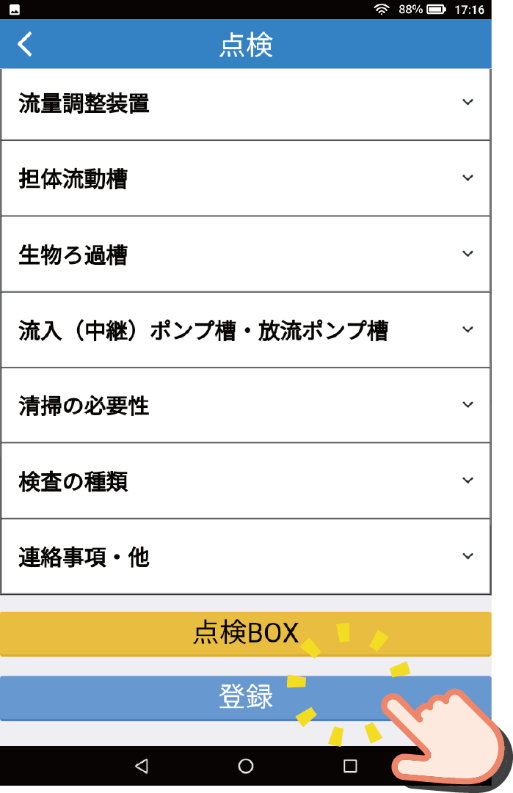 88% 17:16
点検
流量調整装置
担体流動槽
生物ろ過槽
流入（中継）ポンプ槽・放流ポンプ槽
清掃の必要性
検査の種類
連絡事項・他
点検BOX
登録